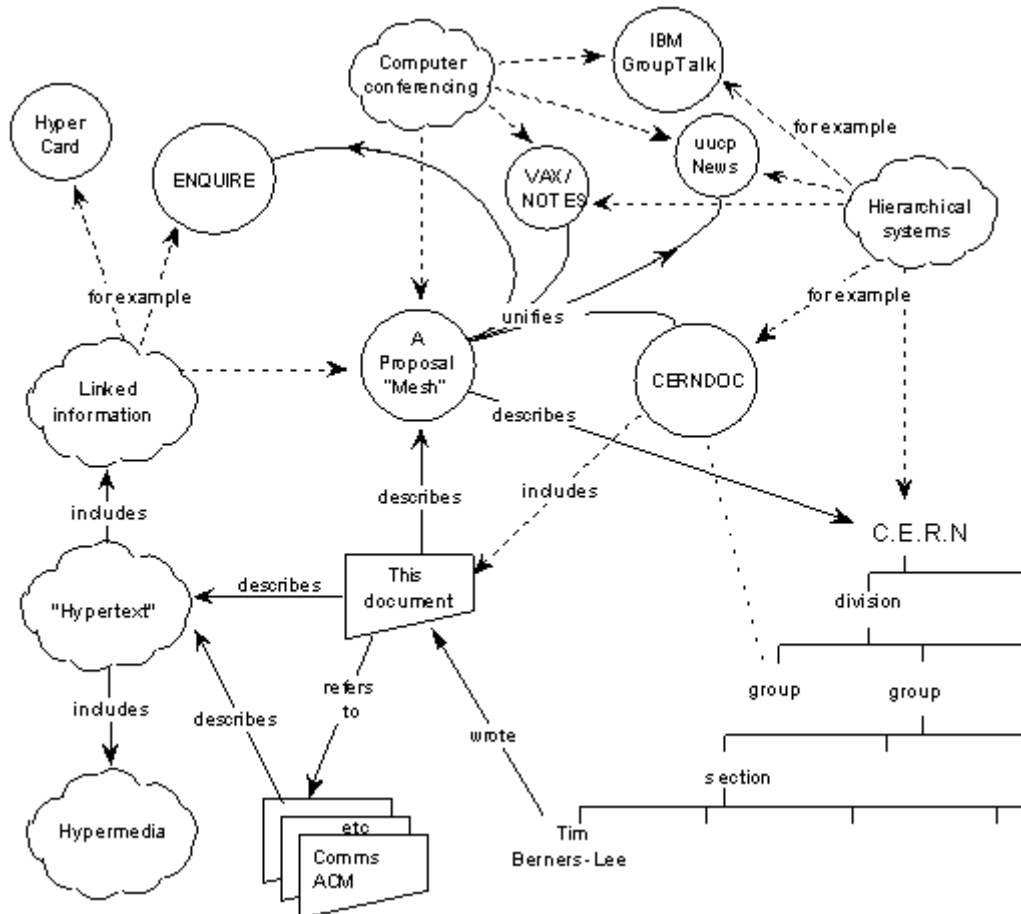 IBM
GroupTalk
Computer
conferencing
Hyper
Card
for example
uucp
News
ENQUIRE
VAX/
NOTES
Hierarchical
systems
for example
for example
unifies
A
Proposal
"Mesh"
CERNDOC
Linked
information
describes
includes
describes
includes
C.E.R.N
This
document
describes
"Hypertext"
division
refers
to
group
group
includes
describes
wrote
section
Hypermedia
etc
Tim
Berners-Lee
Comms
ACM